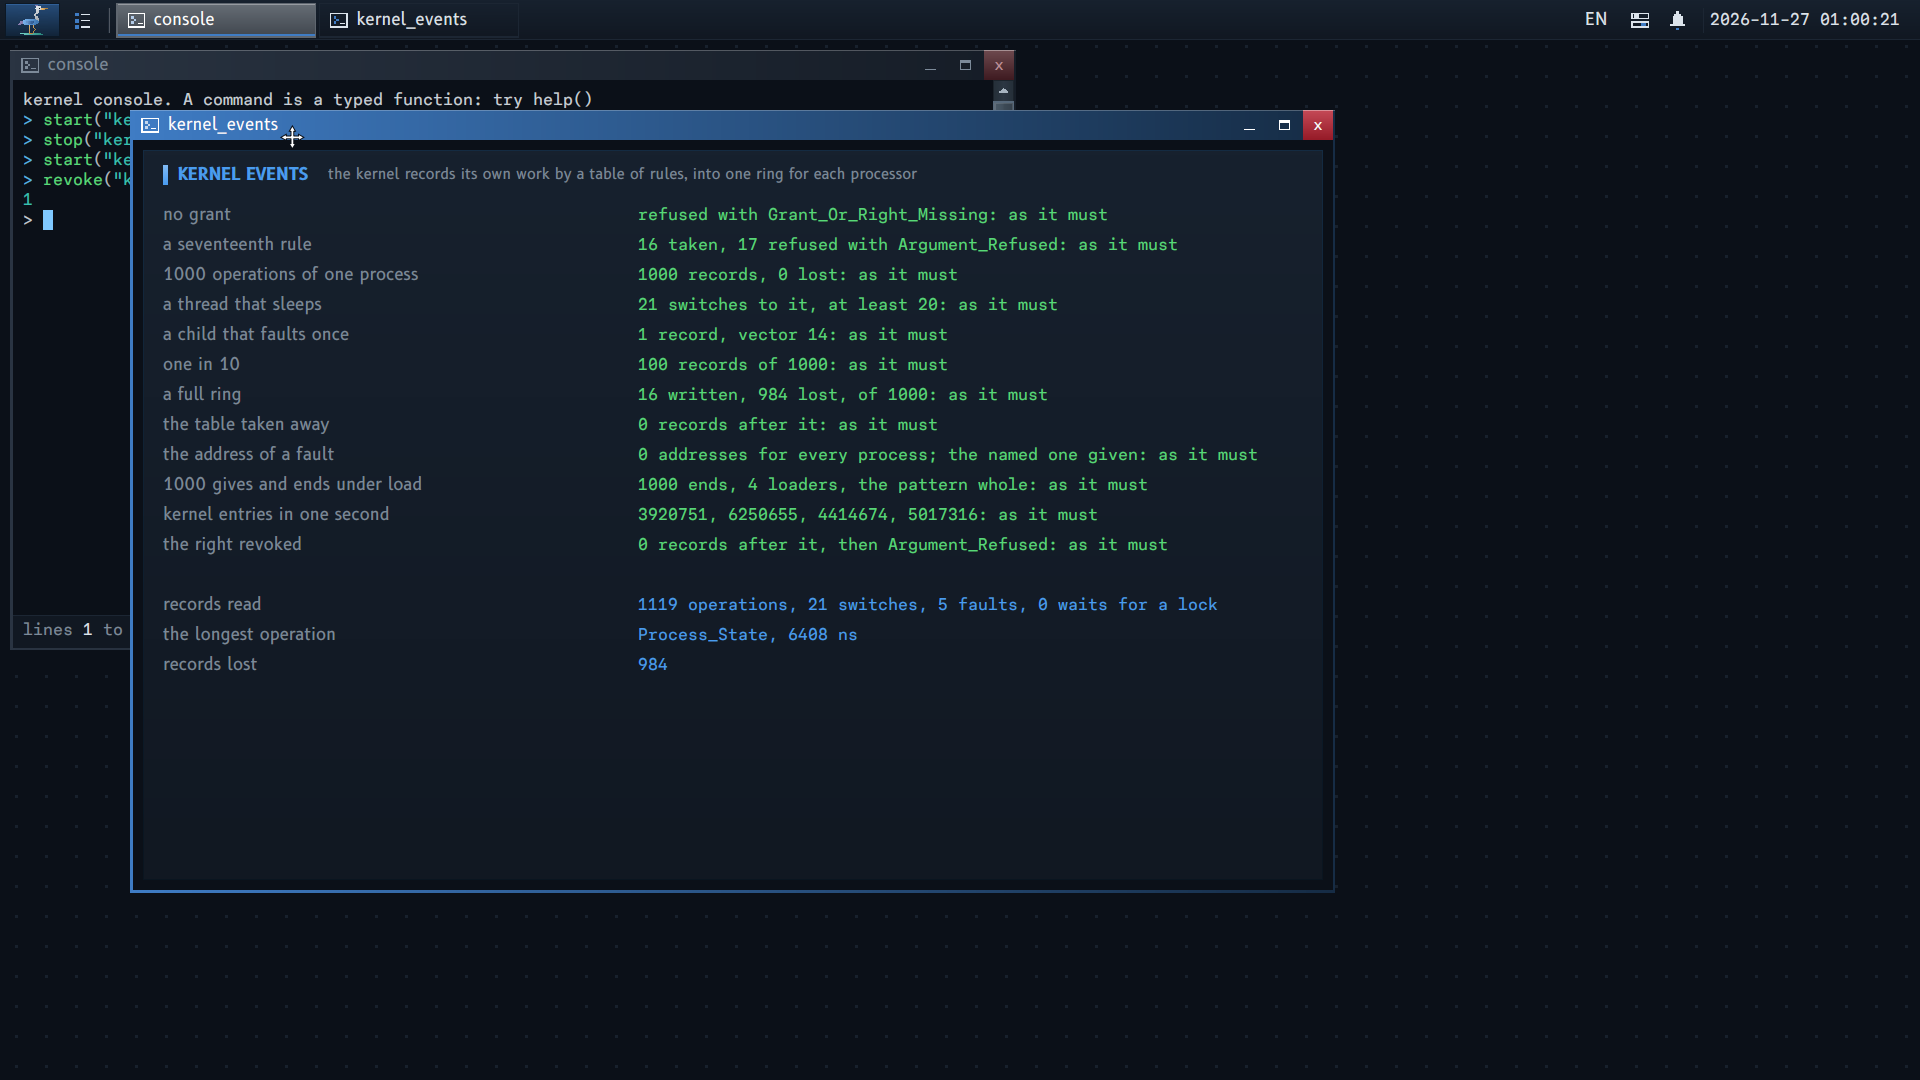 console
kernel_events
EN
2026-11-27 01:00:21
console
kernel console. A command is a typed function: try help()
> start("ke
> stop("ker
> start("ke
> revoke("k
1
>
lines 1 to
kernel_events
KERNEL EVENTS the kernel records its own work by a table of rules, into one ring for each processor
no grant refused with Grant_Or_Right_Missing: as it must
a seventeenth rule 16 taken, 17 refused with Argument_Refused: as it must
1000 operations of one process 1000 records, 0 lost: as it must
a thread that sleeps 21 switches to it, at least 20: as it must
a child that faults once 1 record, vector 14: as it must
one in 10 100 records of 1000: as it must
a full ring 16 written, 984 lost, of 1000: as it must
the table taken away 0 records after it: as it must
the address of a fault 0 addresses for every process; the named one given: as it must
1000 gives and ends under load 1000 ends, 4 loaders, the pattern whole: as it must
kernel entries in one second 3920751, 6250655, 4414674, 5017316: as it must
the right revoked 0 records after it, then Argument_Refused: as it must
records read 1119 operations, 21 switches, 5 faults, 0 waits for a lock
the longest operation Process_State, 6408 ns
records lost 984